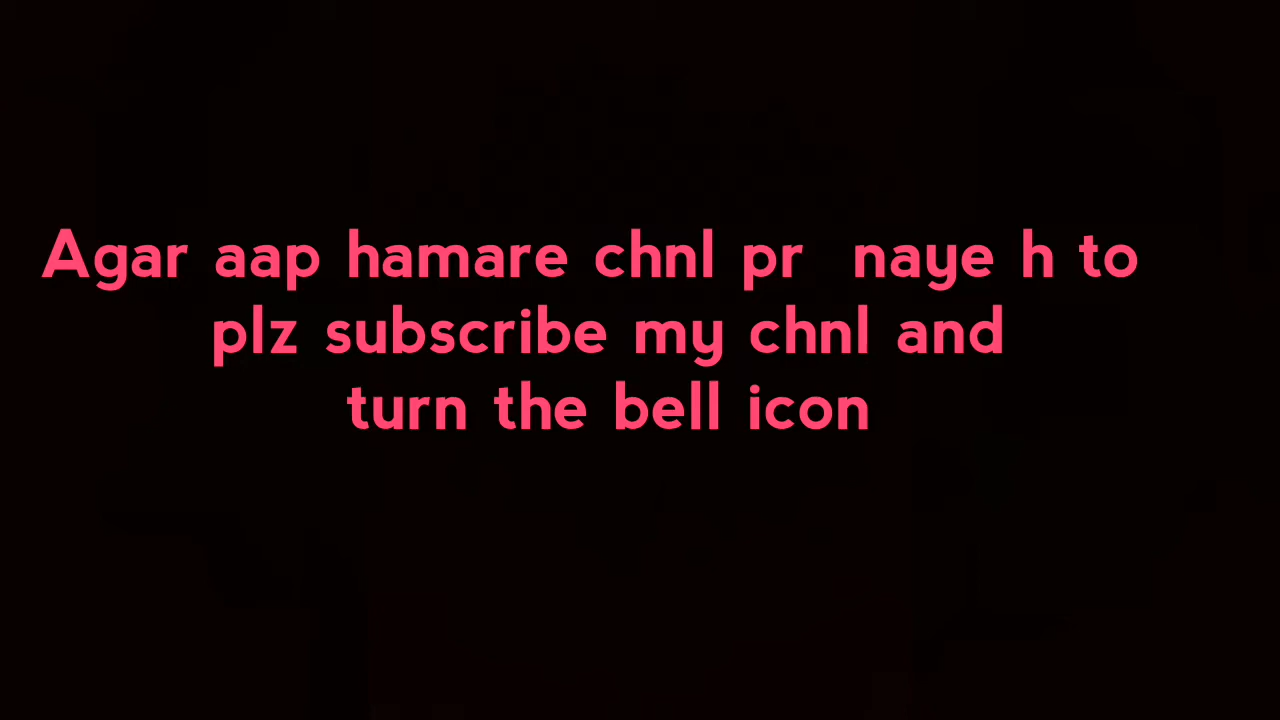 Agar aap hamare chnl pr naye h to
plz subscribe my chnl and
turn the bell icon